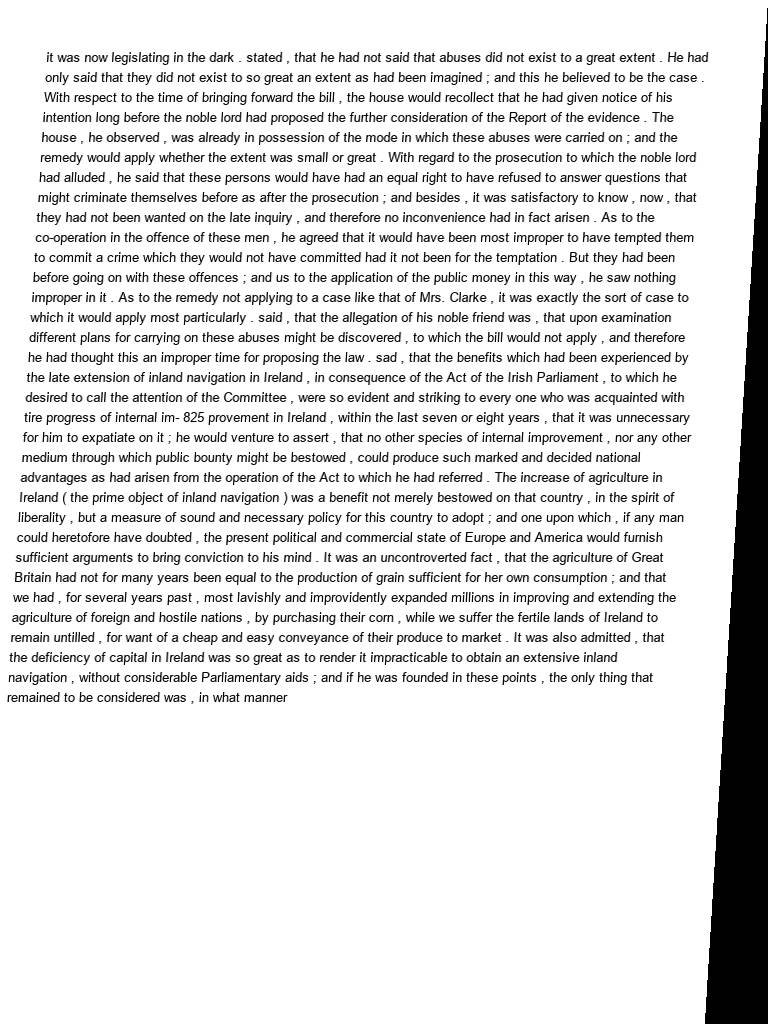 it was now legislating in the dark . stated , that he had not said that abuses did not exist to a great extent . He had
only said that they did not exist to so great an extent as had been imagined ; and this he believed to be the case .
With respect to the time of bringing forward the bill , the house would recollect that he had given notice of his
intention long before the noble lord had proposed the further consideration of the Report of the evidence . The
house , he observed , was already in possession of the mode in which these abuses were carried on ; and the
remedy would apply whether the extent was small or great . With regard to the prosecution to which the noble lord
had alluded , he said that these persons would have had an equal right to have refused to answer questions that
might criminate themselves before as after the prosecution ; and besides , it was satisfactory to know , now , that
they had not been wanted on the late inquiry , and therefore no inconvenience had in fact arisen . As to the
co-operation in the offence of these men , he agreed that it would have been most improper to have tempted them
to commit a crime which they would not have committed had it not been for the temptation . But they had been
before going on with these offences ; and us to the application of the public money in this way , he saw nothing
improper in it . As to the remedy not applying to a case like that of Mrs. Clarke , it was exactly the sort of case to
which it would apply most particularly . said , that the allegation of his noble friend was , that upon examination
different plans for carrying on these abuses might be discovered , to which the bill would not apply , and therefore
he had thought this an improper time for proposing the law . sad , that the benefits which had been experienced by
the late extension of inland navigation in Ireland , in consequence of the Act of the Irish Parliament , to which he
desired to call the attention of the Committee , were so evident and striking to every one who was acquainted with
tire progress of internal im- 825 provement in Ireland , within the last seven or eight years , that it was unnecessary
for him to expatiate on it ; he would venture to assert , that no other species of internal improvement , nor any other
medium through which public bounty might be bestowed , could produce such marked and decided national
advantages as had arisen from the operation of the Act to which he had referred . The increase of agriculture in
Ireland ( the prime object of inland navigation ) was a benefit not merely bestowed on that country , in the spirit of
liberality , but a measure of sound and necessary policy for this country to adopt ; and one upon which , if any man
could heretofore have doubted , the present political and commercial state of Europe and America would furnish
sufficient arguments to bring conviction to his mind . It was an uncontroverted fact , that the agriculture of Great
Britain had not for many years been equal to the production of grain sufficient for her own consumption ; and that
we had , for several years past , most lavishly and improvidently expanded millions in improving and extending the
agriculture of foreign and hostile nations , by purchasing their corn , while we suffer the fertile lands of Ireland to
remain untilled , for want of a cheap and easy conveyance of their produce to market . It was also admitted , that
the deficiency of capital in Ireland was so great as to render it impracticable to obtain an extensive inland
navigation , without considerable Parliamentary aids ; and if he was founded in these points , the only thing that
remained to be considered was , in what manner